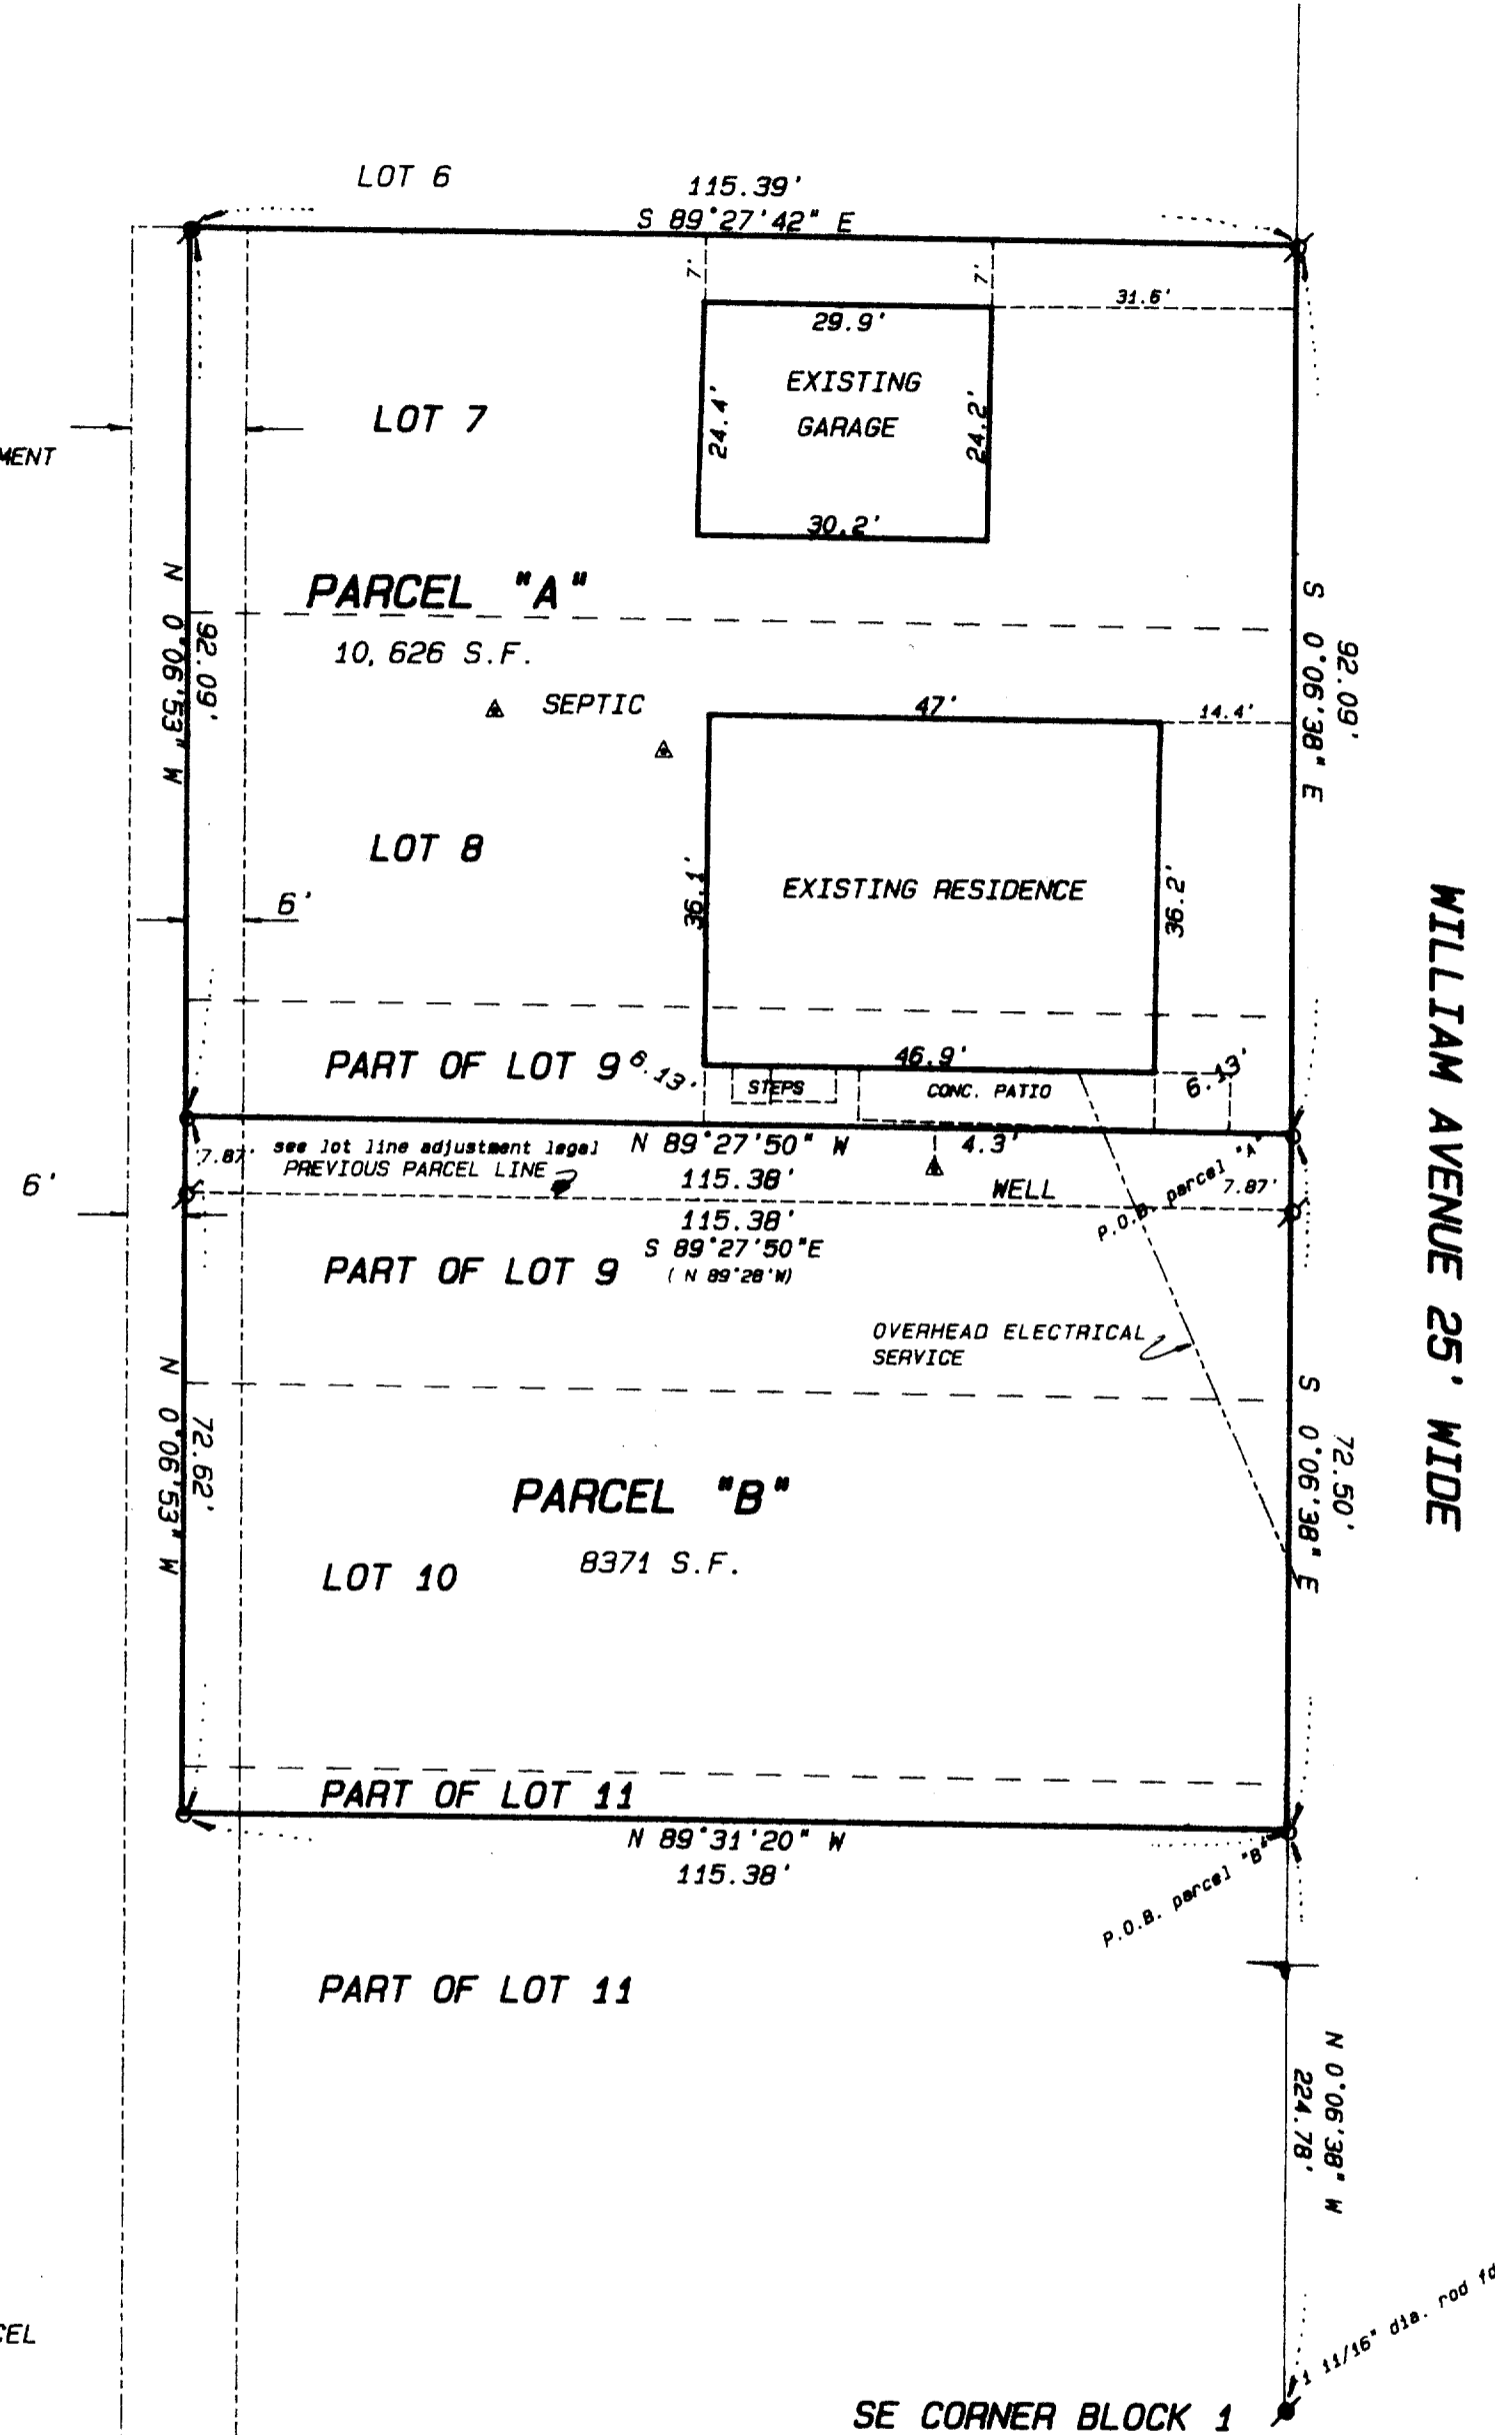 LOT 6
115.39'
S 89°27'42" E
7'
7'
31.6'
29.9'
EXISTING
GARAGE
24.4'
24.2'
30.2'
LOT 7
MENT
PARCEL "A"
10,626 S.F.
N 0°06'53" W
92.09'
S 0°06'38" E
92.09'
SEPTIC
47'
14.4'
LOT 8
36.1'
EXISTING RESIDENCE
36.2'
6'
WILLIAM AVENUE 25' WIDE
PART OF LOT 9
6.13'
46.9'
STEPS
CONC. PATIO
6.13'
7.87'
see lot line adjustment legal
N 89°27'50" W
4.3'
PREVIOUS PARCEL LINE
115.38'
WELL
P.O.B. parcel "A"
7.87'
6'
115.38'
S 89°27'50"E
(N 89°28'W)
PART OF LOT 9
OVERHEAD ELECTRICAL
SERVICE
N 0°06'53" W
72.62'
S 0°06'38" E
72.50'
PARCEL "B"
8371 S.F.
LOT 10
PART OF LOT 11
N 89°31'20" W
115.38'
P.O.B. parcel "B"
PART OF LOT 11
N 0°06'38" W
224.78'
CEL
1 11/16" dia. rod fd
SE CORNER BLOCK 1